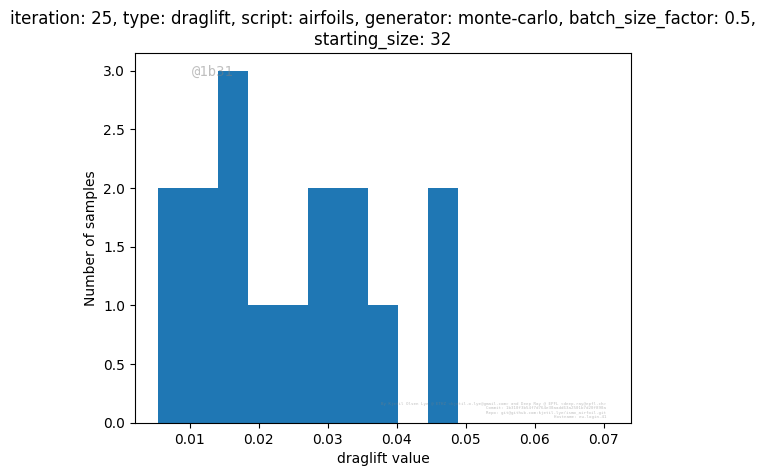 iteration: 25, type: draglift, script: airfoils, generator: monte-carlo, batch_size_factor: 0.5,
starting_size: 32
@1b31
3.0
2.5
2.0
1.5
1.0
0.5
0.0
Number of samples
0.01 0.02 0.03 0.04 0.05 0.06 0.07
draglift value